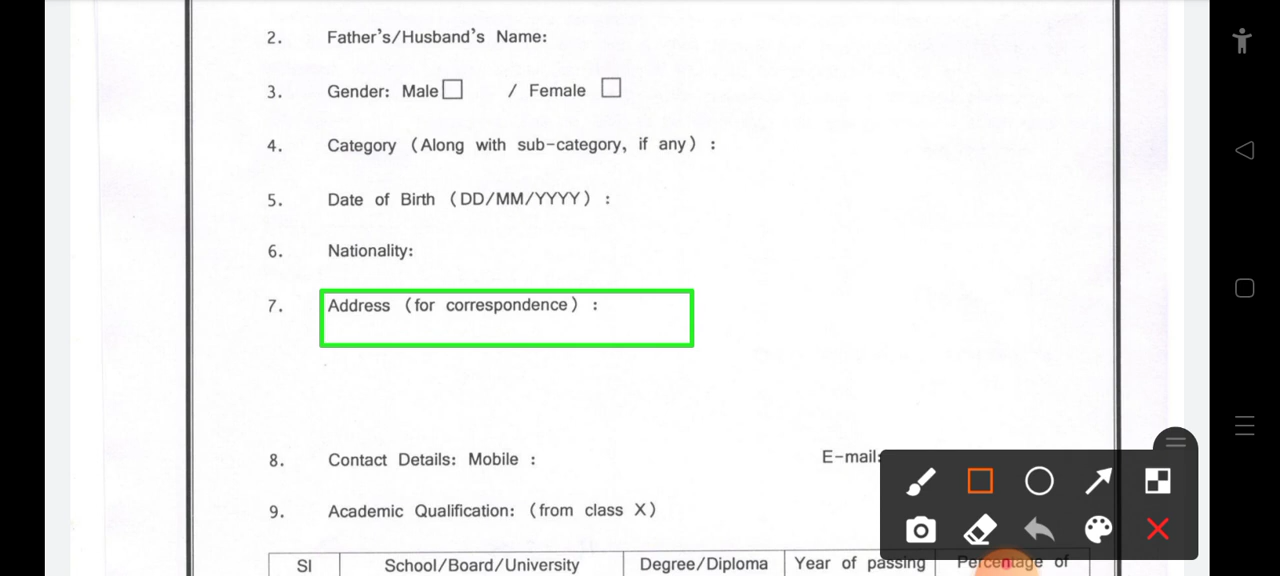 2. Father's/Husband's Name:
3. Gender: Male / Female
4. Category (Along with sub-category, if any) :
5. Date of Birth (DD/MM/YYYY) :
6. Nationality:
7. Address (for correspondence) :
8. Contact Details: Mobile : E-mail:
9. Academic Qualification: (from class X)
SI School/Board/University Degree/Diploma Year of passing Percentage of